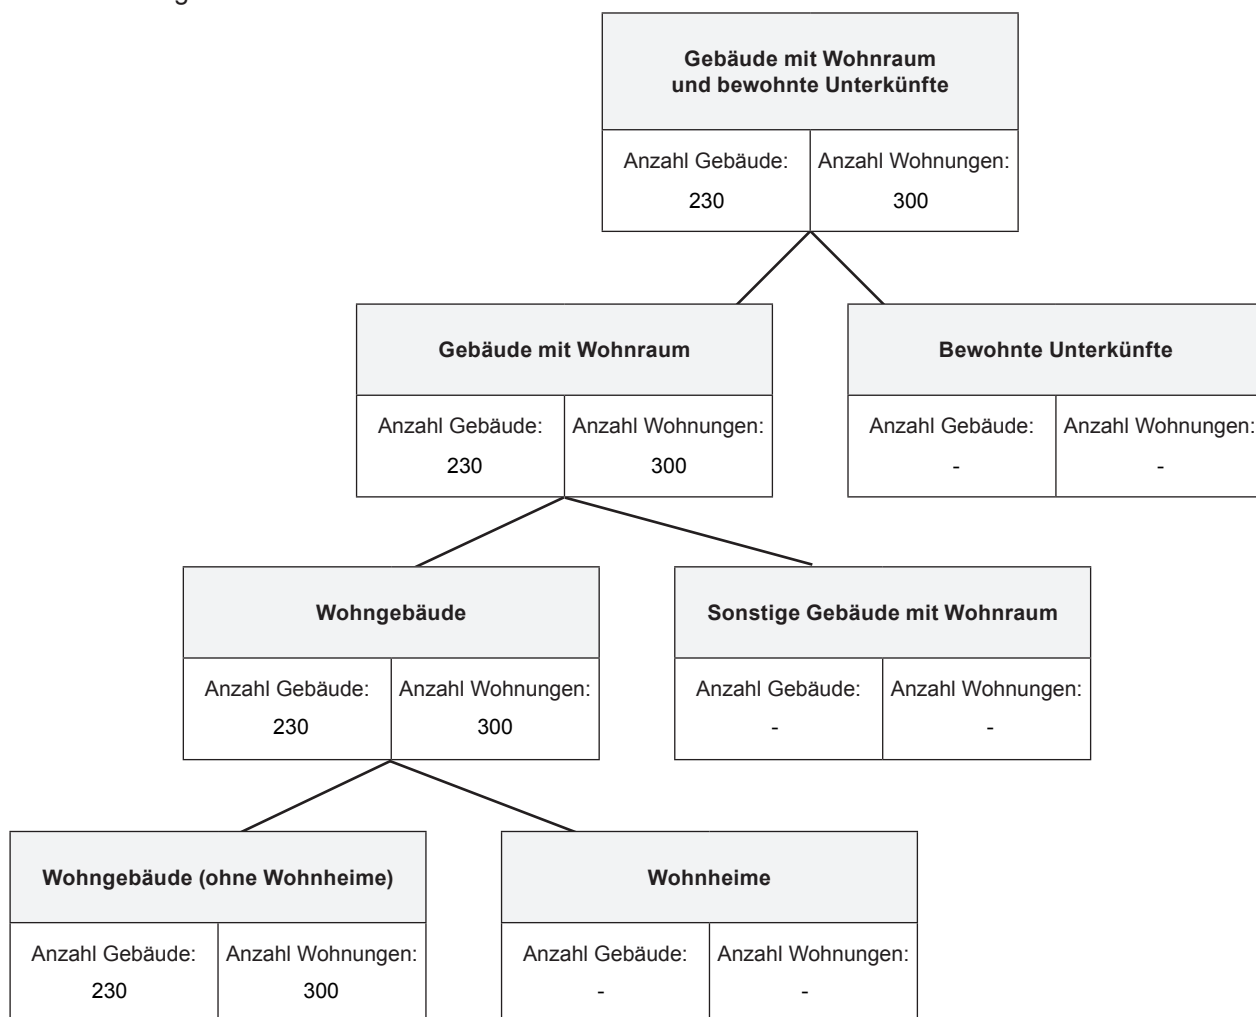 Gebäude mit Wohnraum
und bewohnte Unterkünfte
Anzahl Gebäude: Anzahl Wohnungen:
230 300
Gebäude mit Wohnraum
Anzahl Gebäude: Anzahl Wohnungen:
230 300
Bewohnte Unterkünfte
Anzahl Gebäude: Anzahl Wohnungen:
- -
Wohngebäude
Anzahl Gebäude: Anzahl Wohnungen:
230 300
Sonstige Gebäude mit Wohnraum
Anzahl Gebäude: Anzahl Wohnungen:
- -
Wohngebäude (ohne Wohnheime)
Anzahl Gebäude: Anzahl Wohnungen:
230 300
Wohnheime
Anzahl Gebäude: Anzahl Wohnungen:
- -